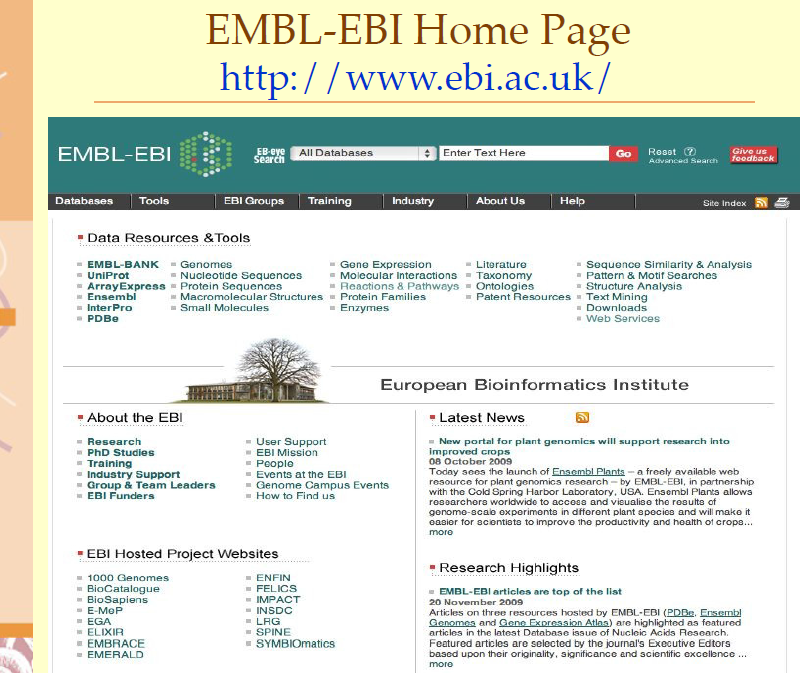 EMBL-EBI Home Page
http://www.ebi.ac.uk/
EMBL-EBI
EB-eye
Search
All Databases
Enter Text Here
Go
Reset ?
Advanced Search
Give us
feedback
Databases Tools EBI Groups Training Industry About Us Help Site Index
Data Resources &Tools
EMBL-BANK
UniProt
ArrayExpress
Ensembl
InterPro
PDBe
Genomes
Nucleotide Sequences
Protein Sequences
Macromolecular Structures
Small Molecules
Gene Expression
Molecular Interactions
Reactions & Pathways
Protein Families
Enzymes
Literature
Taxonomy
Ontologies
Patent Resources
Sequence Similarity & Analysis
Pattern & Motif Searches
Structure Analysis
Text Mining
Downloads
Web Services
European Bioinformatics Institute
About the EBI
Research
PhD Studies
Training
Industry Support
Group & Team Leaders
EBI Funders
User Support
EBI Mission
People
Events at the EBI
Genome Campus Events
How to Find us
EBI Hosted Project Websites
1000 Genomes
BioCatalogue
BioSapiens
E-MeP
EGA
ELIXIR
EMBRACE
EMERALD
ENFIN
FELICS
IMPACT
INSDC
LRG
SPINE
SYMBIOmatics
Latest News
New portal for plant genomics will support research into
improved crops
08 October 2009
Today sees the launch of Ensembl Plants – a freely available web
resource for plant genomics research – by EMBL-EBI, in partnership
with the Cold Spring Harbor Laboratory, USA. Ensembl Plants allows
researchers worldwide to access and visualise the results of
genome-scale experiments in different plant species and will make it
easier for scientists to improve the productivity and health of crops...
more
Research Highlights
EMBL-EBI articles are top of the list
20 November 2009
Articles on three resources hosted by EMBL-EBI (PDBe, Ensembl
Genomes and Gene Expression Atlas) are highlighted as featured
articles in the latest Database issue of Nucleic Acids Research.
Featured articles are selected by the journal's Executive Editors
based upon their originality, significance and scientific excellence ...
more